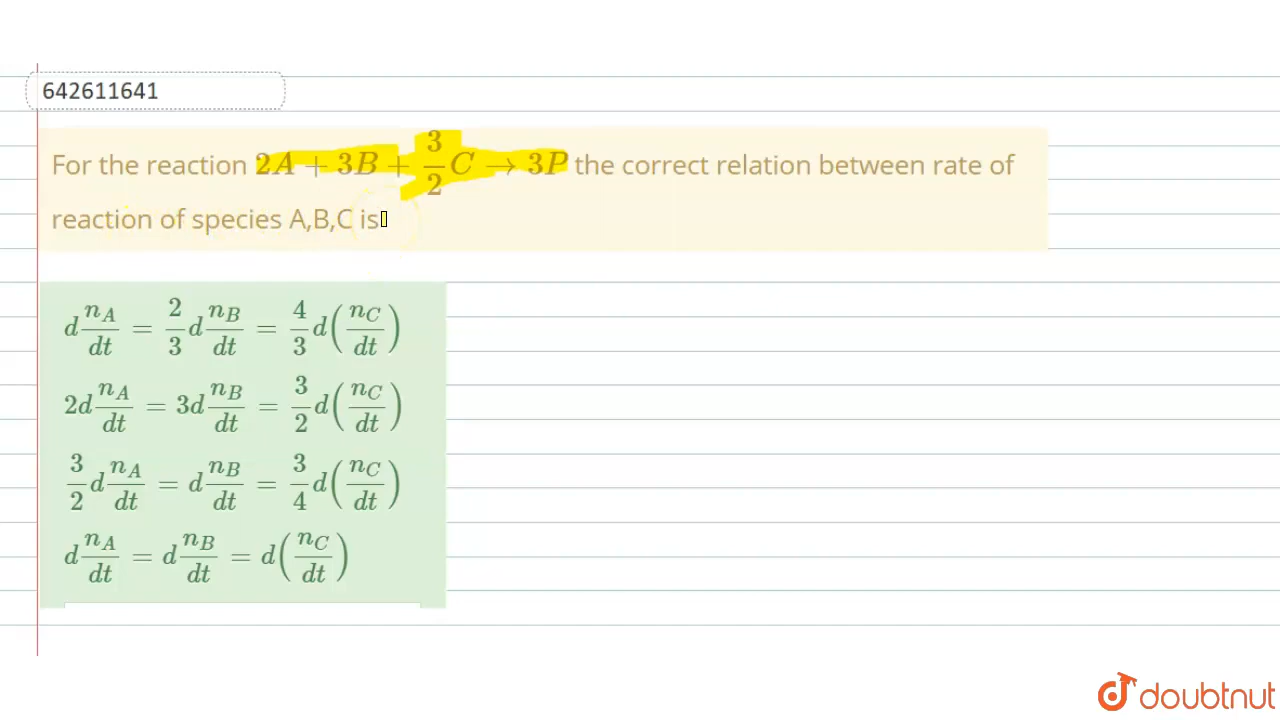 642611641
For the reaction 2A + 3B + 3/2 C → 3P the correct relation between rate of
reaction of species A,B,C is
d n_A/dt = 2/3 d n_B/dt = 4/3 d(n_C/dt)
2d n_A/dt = 3d n_B/dt = 3/2 d(n_C/dt)
3/2 d n_A/dt = d n_B/dt = 3/4 d(n_C/dt)
d n_A/dt = d n_B/dt = d(n_C/dt)
doubtnut